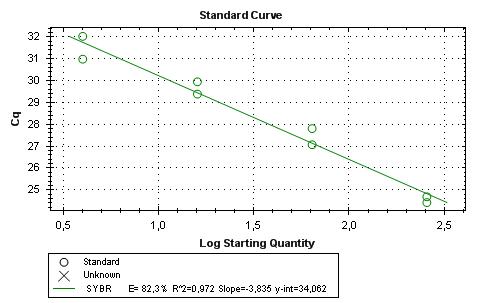 Standard Curve
32
31
30
29
28
27
26
25
Cq
0,5
1,0
1,5
2,0
2,5
Log Starting Quantity
Standard
Unknown
SYBR E= 82,3% R^2=0,972 Slope=-3,835 y-int=34,062